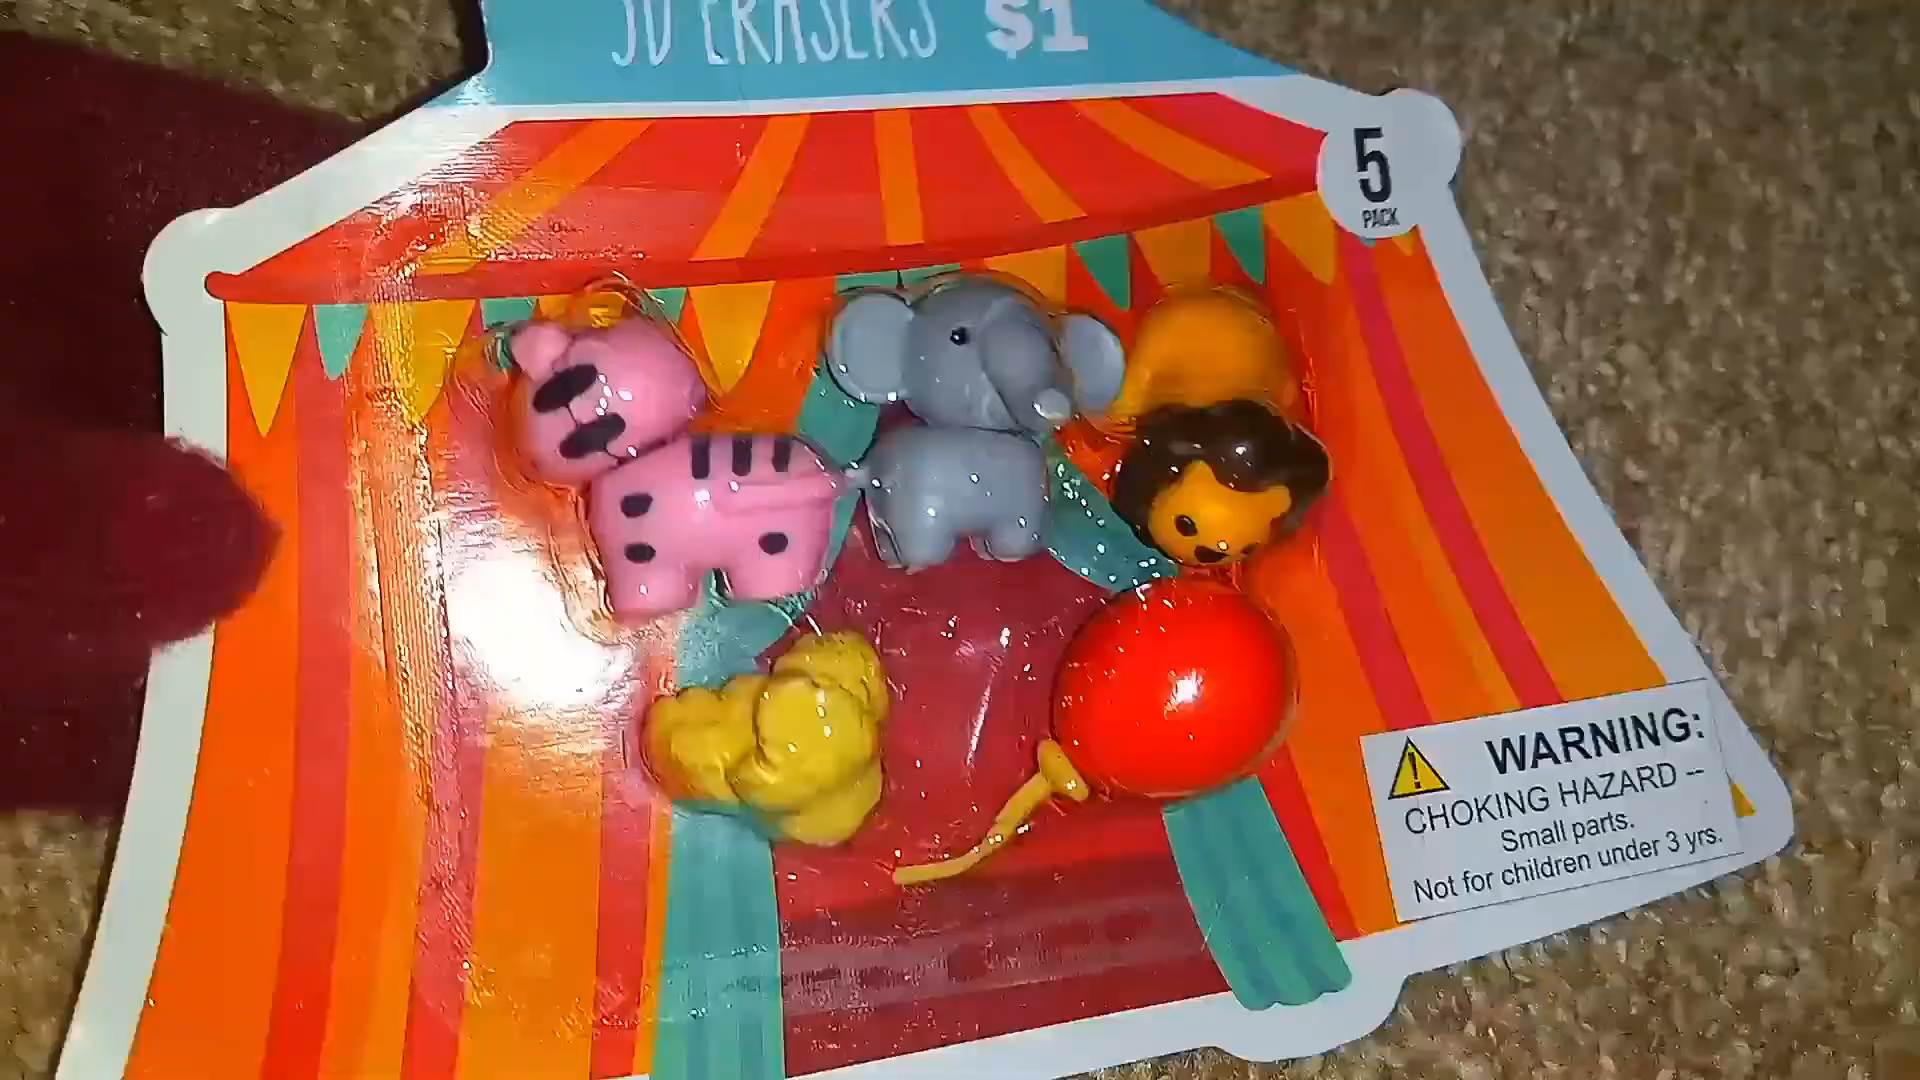 3D ERASERS $1
5
PACK
WARNING:
CHOKING HAZARD --
Small parts.
Not for children under 3 yrs.